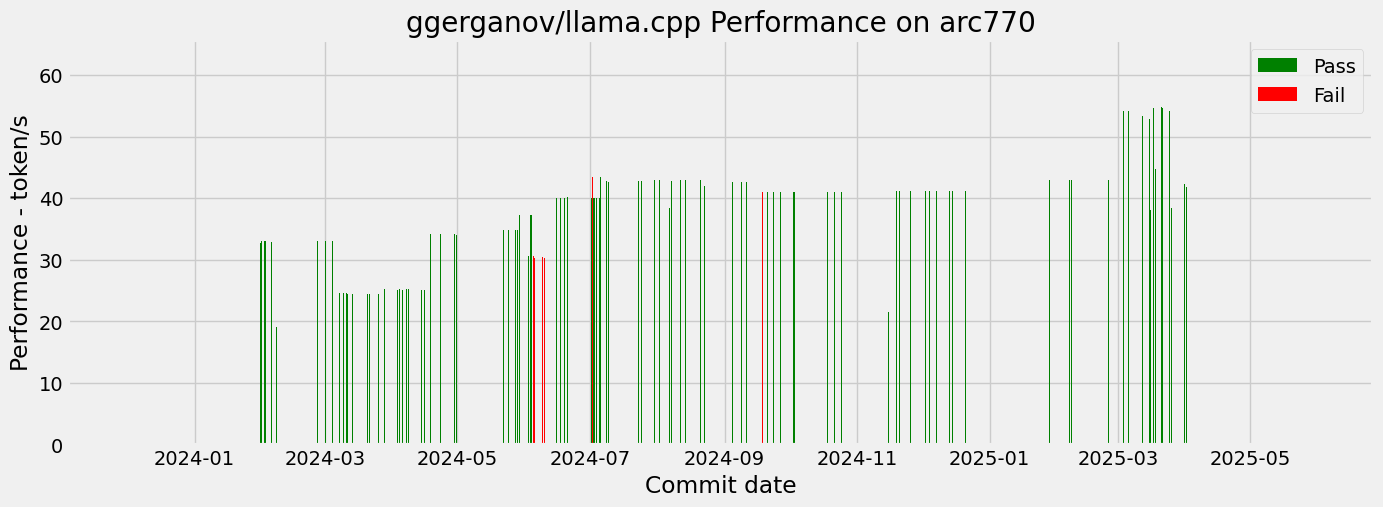 ggerganov/llama.cpp Performance on arc770
Performance - token/s
60
50
40
30
20
10
0
Pass
Fail
2024-01 2024-03 2024-05 2024-07 2024-09 2024-11 2025-01 2025-03 2025-05
Commit date